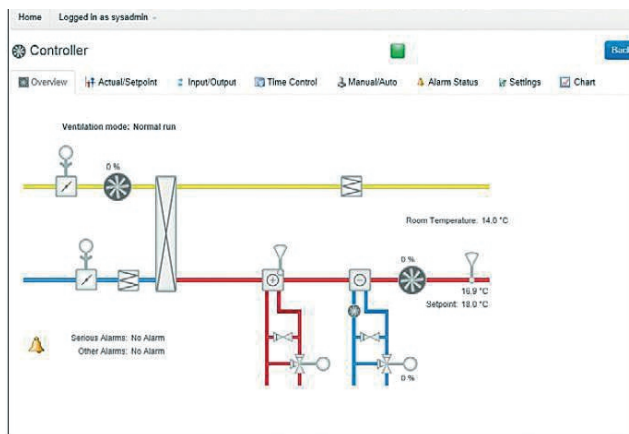 Home Logged in as sysadmin
Controller
Back
Overview Actual/Setpoint Input/Output Time Control Manual/Auto Alarm Status Settings Chart
Ventilation mode: Normal run
0 %
Room Temperature: 14.0 °C
0 %
16.9 °C
Setpoint: 18.0 °C
Serious Alarms: No Alarm
Other Alarms: No Alarm
0 %